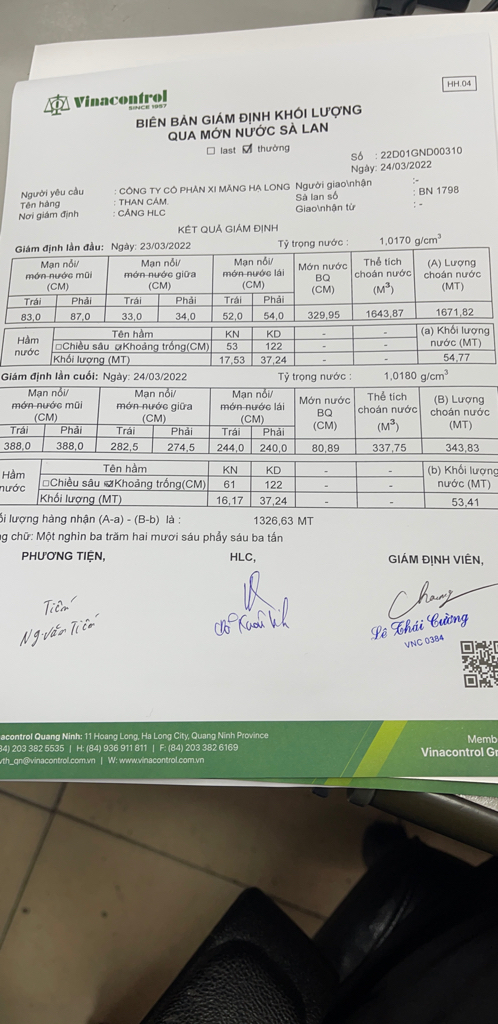 Vinacontrol
SINCE 1957
HH.04
BIÊN BẢN GIÁM ĐỊNH KHỐI LƯỢNG
QUA MỚN NƯỚC SÀ LAN
☐ last ☑ thường
Số : 22D01GND00310
Ngày: 24/03/2022
Người yêu cầu : CÔNG TY CỔ PHẦN XI MĂNG HẠ LONG Người giao\nhận :-
Tên hàng : THAN CÁM. Sà lan số : BN 1798
Nơi giám định : CẢNG HLC Giao\nhận từ : -
KẾT QUẢ GIÁM ĐỊNH
Giám định lần đầu: Ngày: 23/03/2022 Tỷ trọng nước : 1,0170 g/cm³
Mạn nổi/ món nước mũi (CM) Mạn nổi/ món nước giữa (CM) Mạn nổi/ món nước lái (CM) Mớn nước BQ (CM) Thể tích choán nước (M³) (A) Lượng choán nước (MT)
Trái Phải Trái Phải Trái Phải
83,0 87,0 33,0 34,0 52,0 54,0 329,95 1643,87 1671,82
Hầm nước Tên hầm KN KD - - (a) Khối lượng nước (MT)
☐Chiều sâu ☑Khoảng trống(CM) 53 122 - -
Khối lượng (MT) 17,53 37,24 - - 54,77
Giám định lần cuối: Ngày: 24/03/2022 Tỷ trọng nước : 1,0180 g/cm³
Mạn nổi/ món nước mũi (CM) Mạn nổi/ món nước giữa (CM) Mạn nổi/ món nước lái (CM) Mớn nước BQ (CM) Thể tích choán nước (M³) (B) Lượng choán nước (MT)
Trái Phải Trái Phải Trái Phải
388,0 388,0 282,5 274,5 244,0 240,0 80,89 337,75 343,83
Hầm nước Tên hầm KN KD - - (b) Khối lượng nước (MT)
☐Chiều sâu ☑Khoảng trống(CM) 61 122 - -
Khối lượng (MT) 16,17 37,24 - - 53,41
ối lượng hàng nhận (A-a) - (B-b) là : 1326,63 MT
g chữ: Một nghìn ba trăm hai mươi sáu phẩy sáu ba tấn
PHƯƠNG TIỆN, HLC, GIÁM ĐỊNH VIÊN,
Tiến
Ng. văn Tiến
Lê Thái Cường
VNC 0384
nacontrol Quang Ninh: 11 Hoang Long, Ha Long City, Quang Ninh Province
84) 203 382 5535 | H: (84) 936 911 811 | F: (84) 203 382 6169
vth_qn@vinacontrol.com.vn | W: www.vinacontrol.com.vn
Memb
Vinacontrol Gr